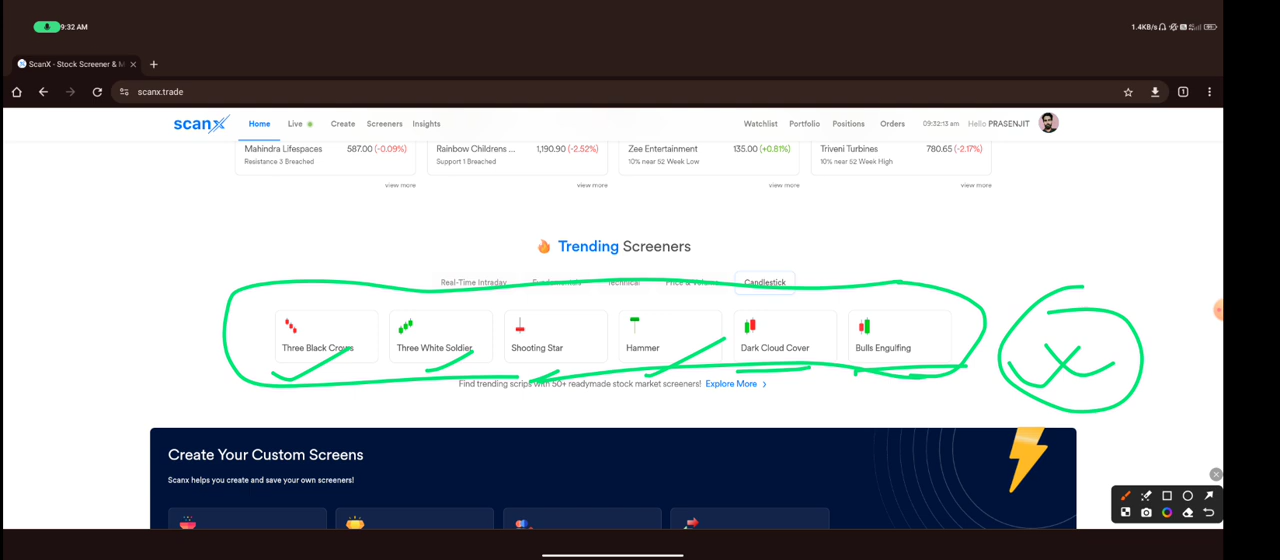 9:32 AM
1.4KB/s
ScanX - Stock Screener & M
scanx.trade
scanx Home Live Create Screeners Insights Watchlist Portfolio Positions Orders 09:32:13 am Hello PRASENJIT
Mahindra Lifespaces 587.00 (-0.09%) Rainbow Childrens ... 1,190.90 (-2.52%) Zee Entertainment 135.00 (+0.81%) Triveni Turbines 780.65 (-2.17%)
Resistance 3 Breached Support 1 Breached 10% near 52 Week Low 10% near 52 Week High
view more view more view more view more
Trending Screeners
Real-Time Intraday Fundamentals Technical Price & Volume Candlestick
Three Black Crows Three White Soldier Shooting Star Hammer Dark Cloud Cover Bulls Engulfing
Find trending scrips with 50+ readymade stock market screeners! Explore More
Create Your Custom Screens
Scanx helps you create and save your own screeners!